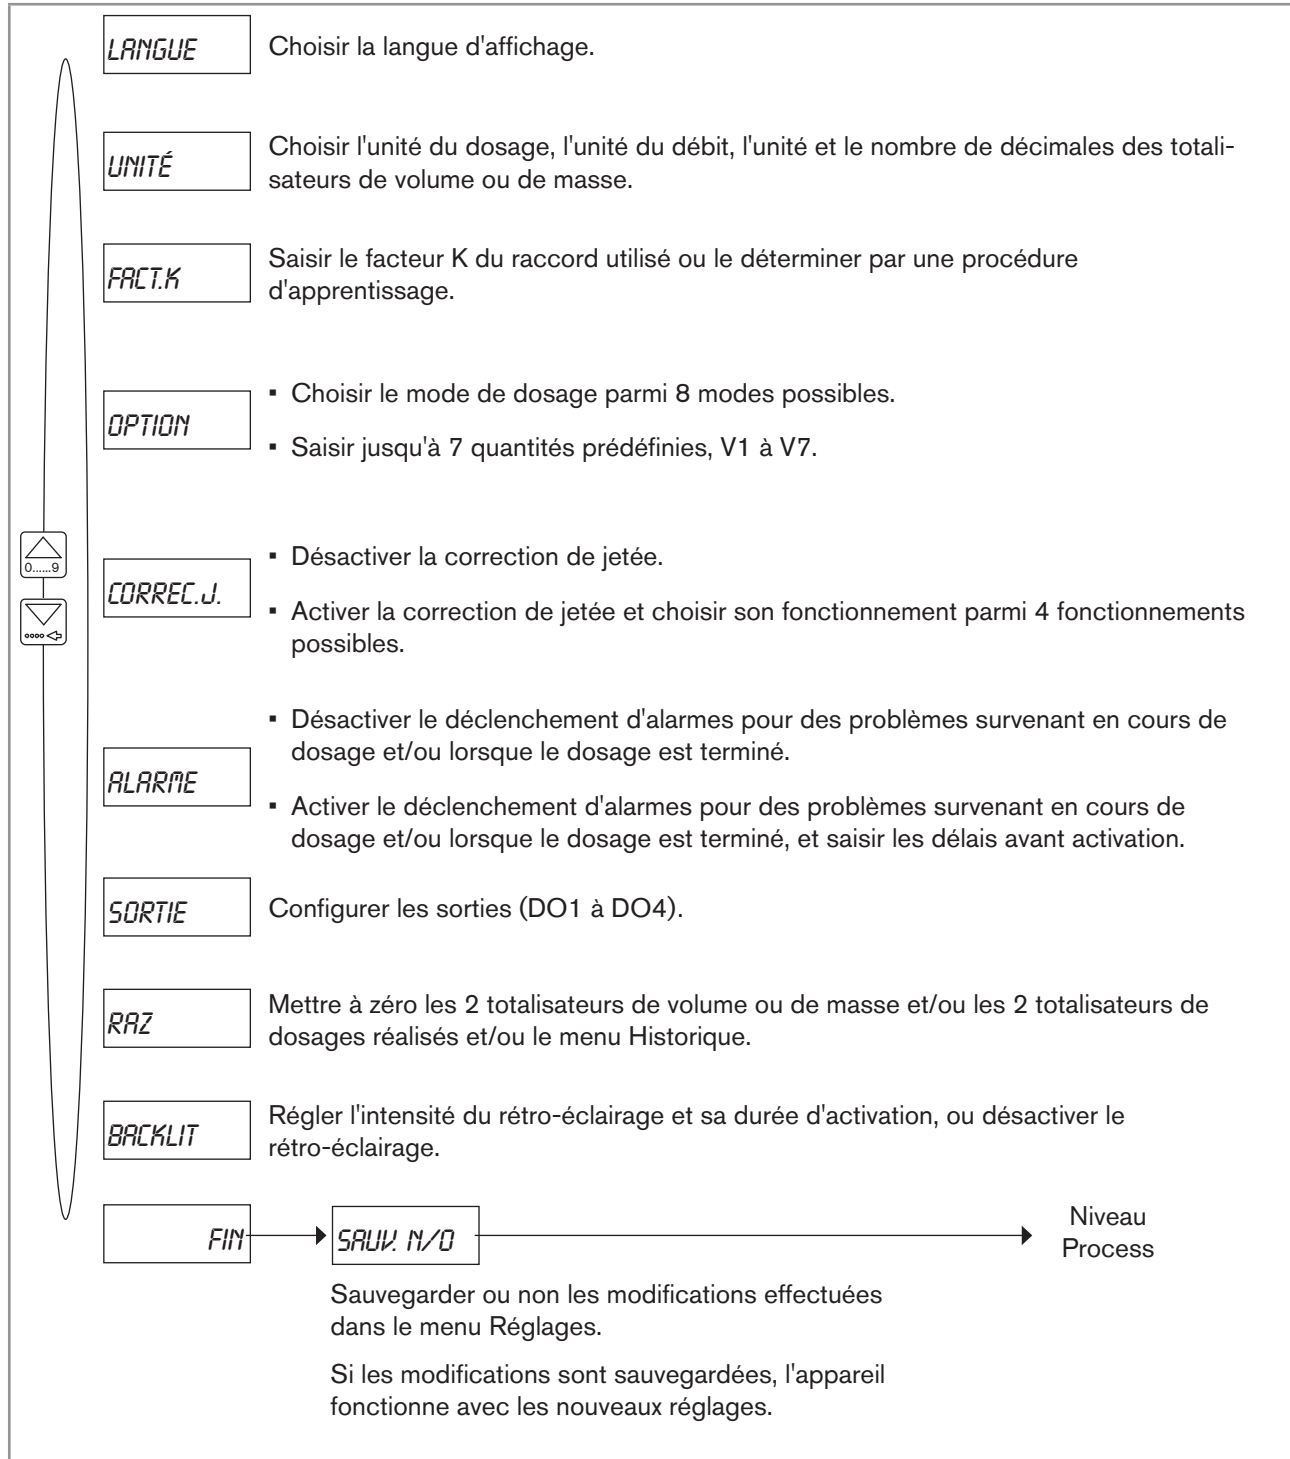 LANGUE
Choisir la langue d'affichage.
UNITÉ
Choisir l'unité du dosage, l'unité du débit, l'unité et le nombre de décimales des totali-
sateurs de volume ou de masse.
FACT.K
Saisir le facteur K du raccord utilisé ou le déterminer par une procédure
d'apprentissage.
OPTION
▪ Choisir le mode de dosage parmi 8 modes possibles.
▪ Saisir jusqu'à 7 quantités prédéfinies, V1 à V7.
0......9
CORREC.J.
▪ Désactiver la correction de jetée.
▪ Activer la correction de jetée et choisir son fonctionnement parmi 4 fonctionnements
possibles.
ALARME
▪ Désactiver le déclenchement d'alarmes pour des problèmes survenant en cours de
dosage et/ou lorsque le dosage est terminé.
▪ Activer le déclenchement d'alarmes pour des problèmes survenant en cours de
dosage et/ou lorsque le dosage est terminé, et saisir les délais avant activation.
SORTIE
Configurer les sorties (DO1 à DO4).
RAZ
Mettre à zéro les 2 totalisateurs de volume ou de masse et/ou les 2 totalisateurs de
dosages réalisés et/ou le menu Historique.
BACKLIT
Régler l'intensité du rétro-éclairage et sa durée d'activation, ou désactiver le
rétro-éclairage.
FIN
SAUV. N/O
Niveau
Process
Sauvegarder ou non les modifications effectuées
dans le menu Réglages.
Si les modifications sont sauvegardées, l'appareil
fonctionne avec les nouveaux réglages.